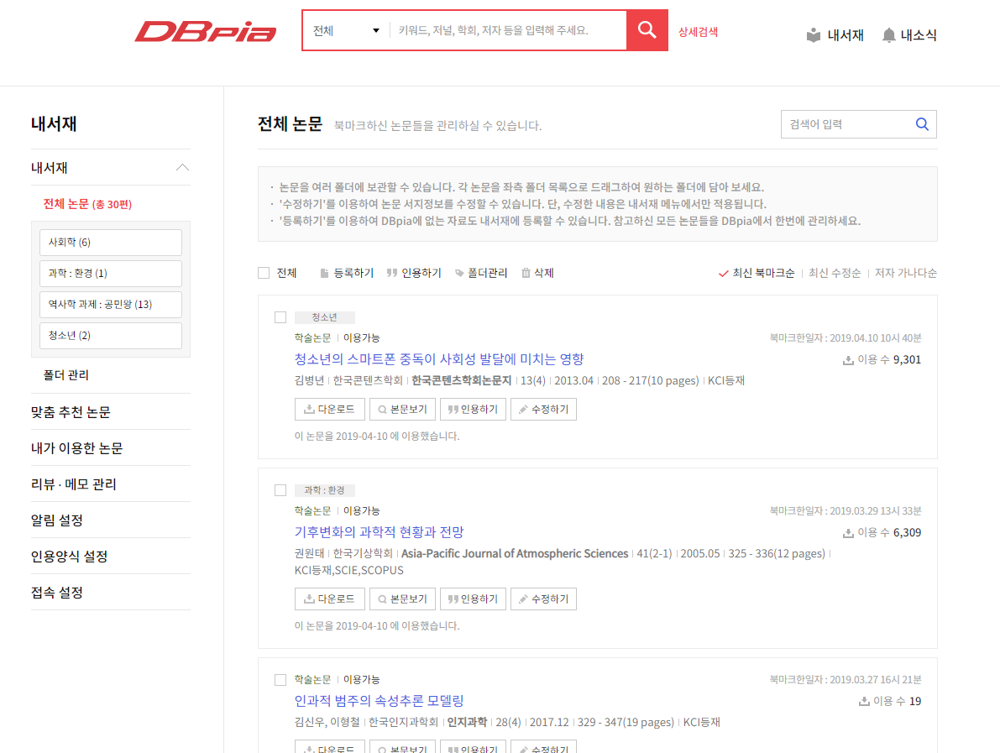 DBpia
전체
키워드, 저널, 학회, 저자 등을 입력해 주세요.
상세검색
내서재
내소식
내서재
내서재
전체 논문 (총 30편)
사회학 (6)
과학 : 환경 (1)
역사학 과제 : 공민왕 (13)
청소년 (2)
폴더 관리
맞춤 추천 논문
내가 이용한 논문
리뷰 · 메모 관리
알림 설정
인용양식 설정
접속 설정
전체 논문 북마크하신 논문들을 관리하실 수 있습니다.
검색어 입력
· 논문을 여러 폴더에 보관할 수 있습니다. 각 논문을 좌측 폴더 목록으로 드래그하여 원하는 폴더에 담아 보세요.
· '수정하기'를 이용하여 논문 서지정보를 수정할 수 있습니다. 단, 수정한 내용은 내서재 메뉴에서만 적용됩니다.
· '등록하기'를 이용하여 DBpia에 없는 자료도 내서재에 등록할 수 있습니다. 참고하신 모든 논문들을 DBpia에서 한번에 관리하세요.
전체 등록하기 인용하기 폴더관리 삭제
최신 북마크순 | 최신 수정순 | 저자 가나다순
청소년
학술논문 | 이용가능
북마크한일자 : 2019.04.10 10시 40분
청소년의 스마트폰 중독이 사회성 발달에 미치는 영향
이용 수 9,301
김병년 | 한국콘텐츠학회 | 한국콘텐츠학회논문지 | 13(4) | 2013.04 | 208 - 217(10 pages) | KCI등재
다운로드 본문보기 인용하기 수정하기
이 논문을 2019-04-10 에 이용했습니다.
과학 : 환경
학술논문 | 이용가능
북마크한일자 : 2019.03.29 13시 33분
기후변화의 과학적 현황과 전망
이용 수 6,309
권원태 | 한국기상학회 | Asia-Pacific Journal of Atmospheric Sciences | 41(2-1) | 2005.05 | 325 - 336(12 pages) |
KCI등재,SCIE,SCOPUS
다운로드 본문보기 인용하기 수정하기
이 논문을 2019-04-10 에 이용했습니다.
학술논문 | 이용가능
북마크한일자 : 2019.03.27 16시 21분
인과적 범주의 속성추론 모델링
이용 수 19
김신우, 이형철 | 한국인지과학회 | 인지과학 | 28(4) | 2017.12 | 329 - 347(19 pages) | KCI등재
다운로드 본문보기 인용하기 수정하기